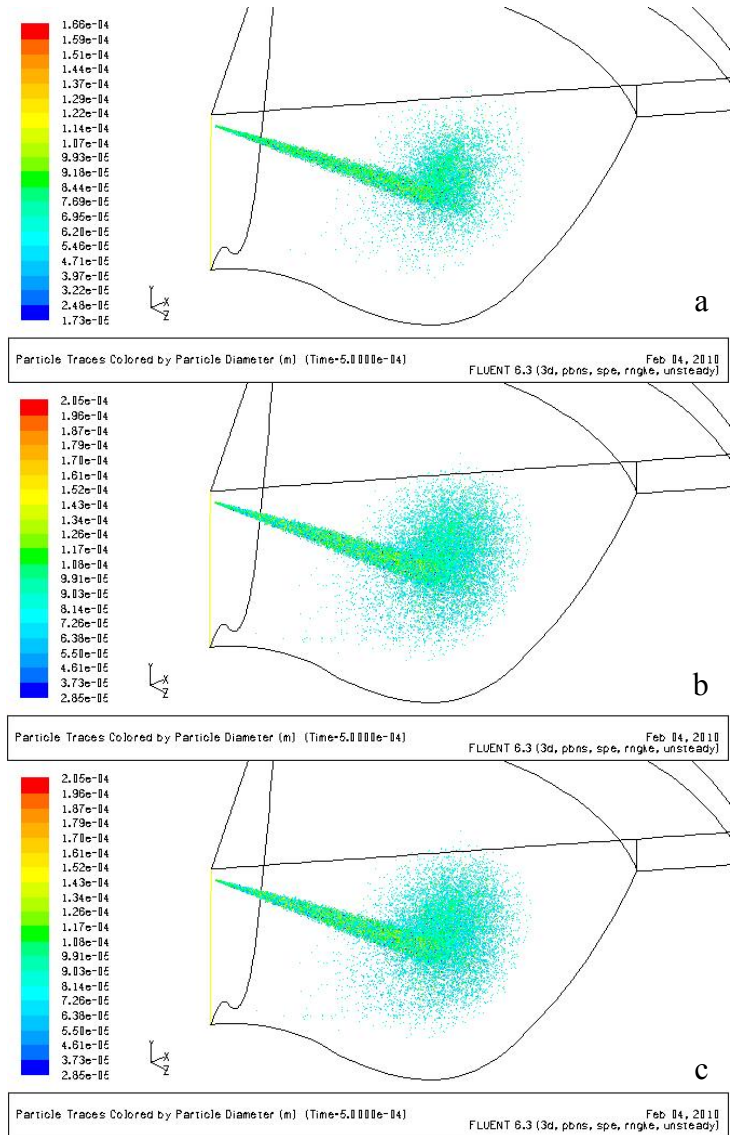 1.66e-04
1.59e-04
1.51e-04
1.44e-04
1.37e-04
1.29e-04
1.22e-04
1.14e-04
1.07e-04
9.93e-05
9.18e-05
8.44e-05
7.69e-05
6.95e-05
6.20e-05
5.46e-05
4.71e-05
3.97e-05
3.22e-05
2.48e-05
1.73e-05
Y
X
Z
a
Particle Traces Colored by Particle Diameter (m) (Time=5.0000e-04) Feb 04, 2010
FLUENT 6.3 (3d, pbns, spe, rngke, unsteady)
2.05e-04
1.96e-04
1.87e-04
1.79e-04
1.70e-04
1.61e-04
1.52e-04
1.43e-04
1.34e-04
1.26e-04
1.17e-04
1.08e-04
9.91e-05
9.03e-05
8.14e-05
7.26e-05
6.38e-05
5.50e-05
4.61e-05
3.73e-05
2.85e-05
Y
X
Z
b
Particle Traces Colored by Particle Diameter (m) (Time=5.0000e-04) Feb 04, 2010
FLUENT 6.3 (3d, pbns, spe, rngke, unsteady)
2.05e-04
1.96e-04
1.87e-04
1.79e-04
1.70e-04
1.61e-04
1.52e-04
1.43e-04
1.34e-04
1.26e-04
1.17e-04
1.08e-04
9.91e-05
9.03e-05
8.14e-05
7.26e-05
6.38e-05
5.50e-05
4.61e-05
3.73e-05
2.85e-05
Y
X
Z
c
Particle Traces Colored by Particle Diameter (m) (Time=5.0000e-04) Feb 04, 2010
FLUENT 6.3 (3d, pbns, spe, rngke, unsteady)